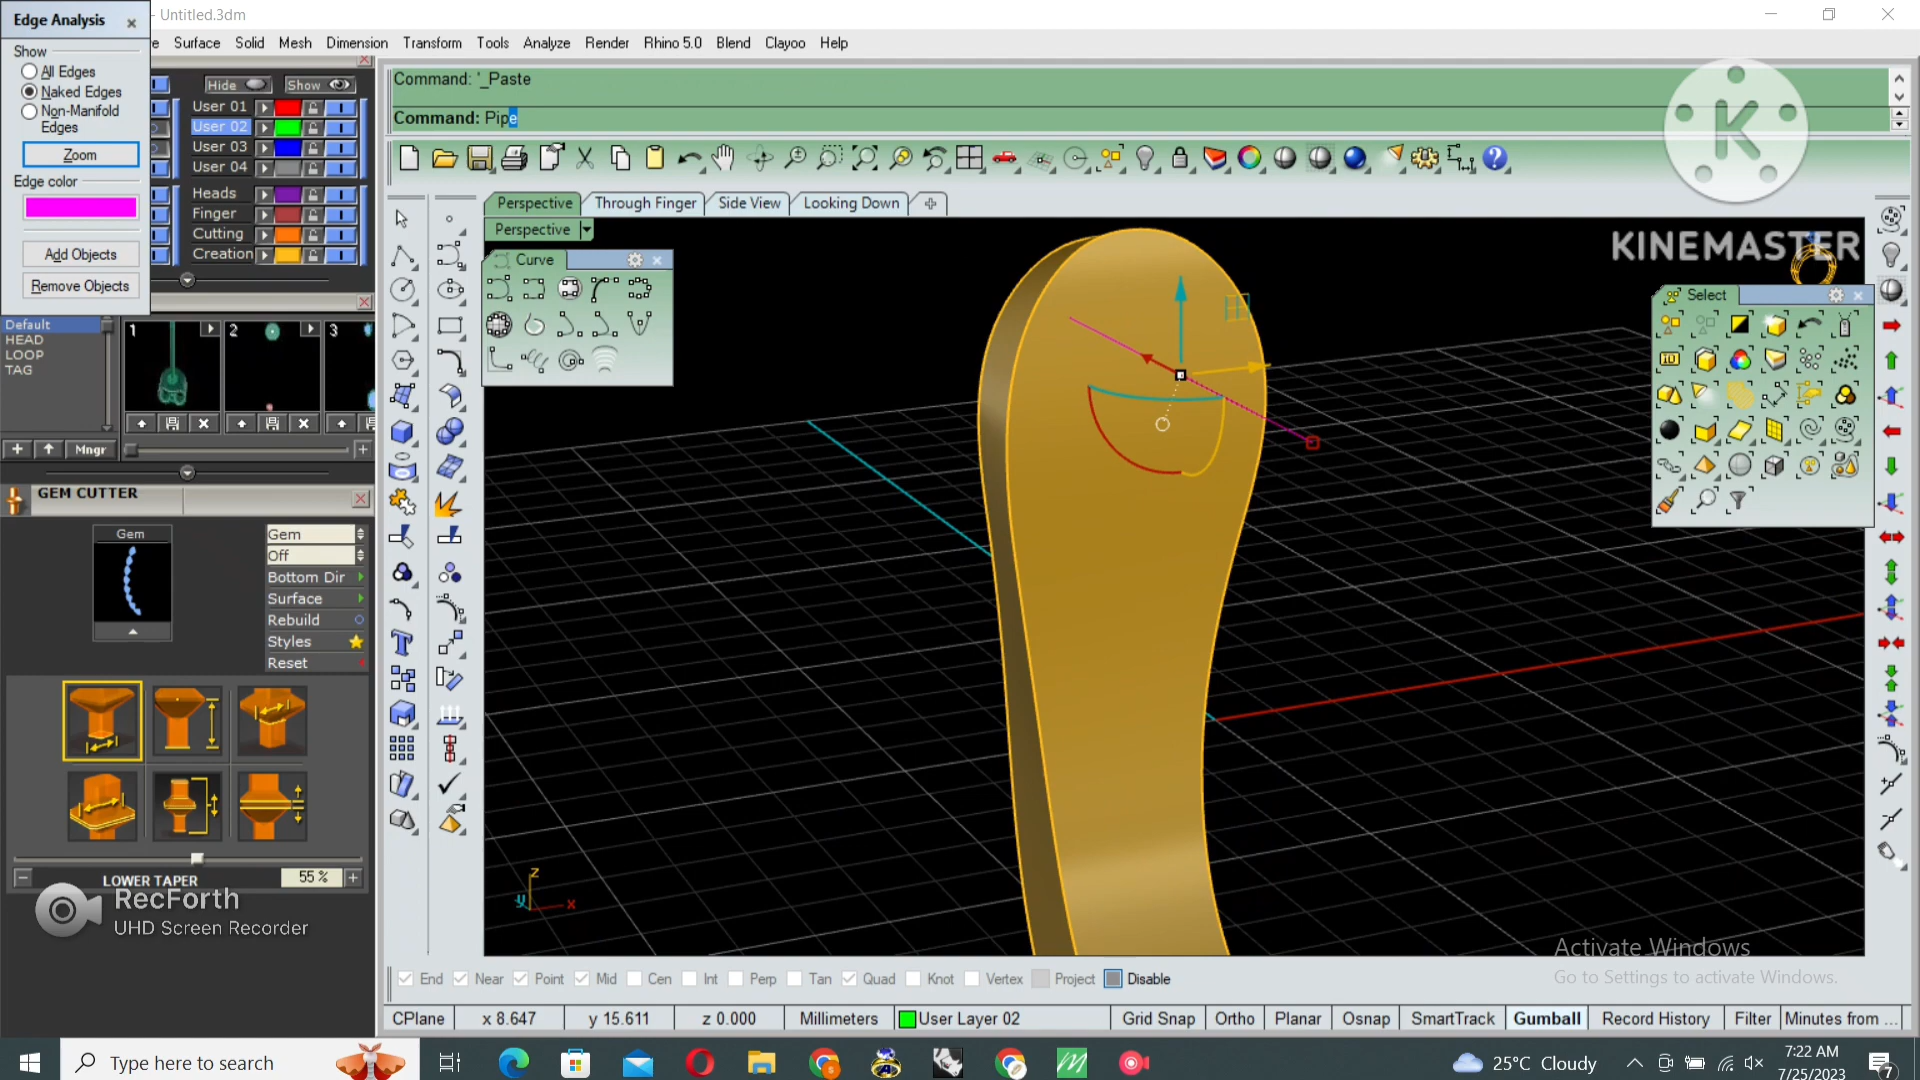 Edge Analysis
- Untitled.3dm
Surface Solid Mesh Dimension Transform Tools Analyze Render Rhino 5.0 Blend Clayoo Help
Show
All Edges
Naked Edges
Non-Manifold
Edges
Zoom
Edge color
Add Objects
Remove Objects
Hide
Show
User 01
User 02
User 03
User 04
Heads
Finger
Cutting
Creation
Command: '_Paste
Command: Pipe
Perspective
Through Finger
Side View
Looking Down
Perspective
Curve
KINEMASTER
K
Select
Default
HEAD
LOOP
TAG
1
2
3
Mngr
GEM CUTTER
Gem
Gem
Off
Bottom Dir
Surface
Rebuild
Styles
Reset
LOWER TAPER
55 %
RecForth
UHD Screen Recorder
z
y
x
Activate Windows
Go to Settings to activate Windows.
End Near Point Mid Cen Int Perp Tan Quad Knot Vertex Project Disable
CPlane x 8.647 y 15.611 z 0.000 Millimeters User Layer 02 Grid Snap Ortho Planar Osnap SmartTrack Gumball Record History Filter Minutes from ...
Type here to search
25°C Cloudy
7:22 AM
7/25/2023
7